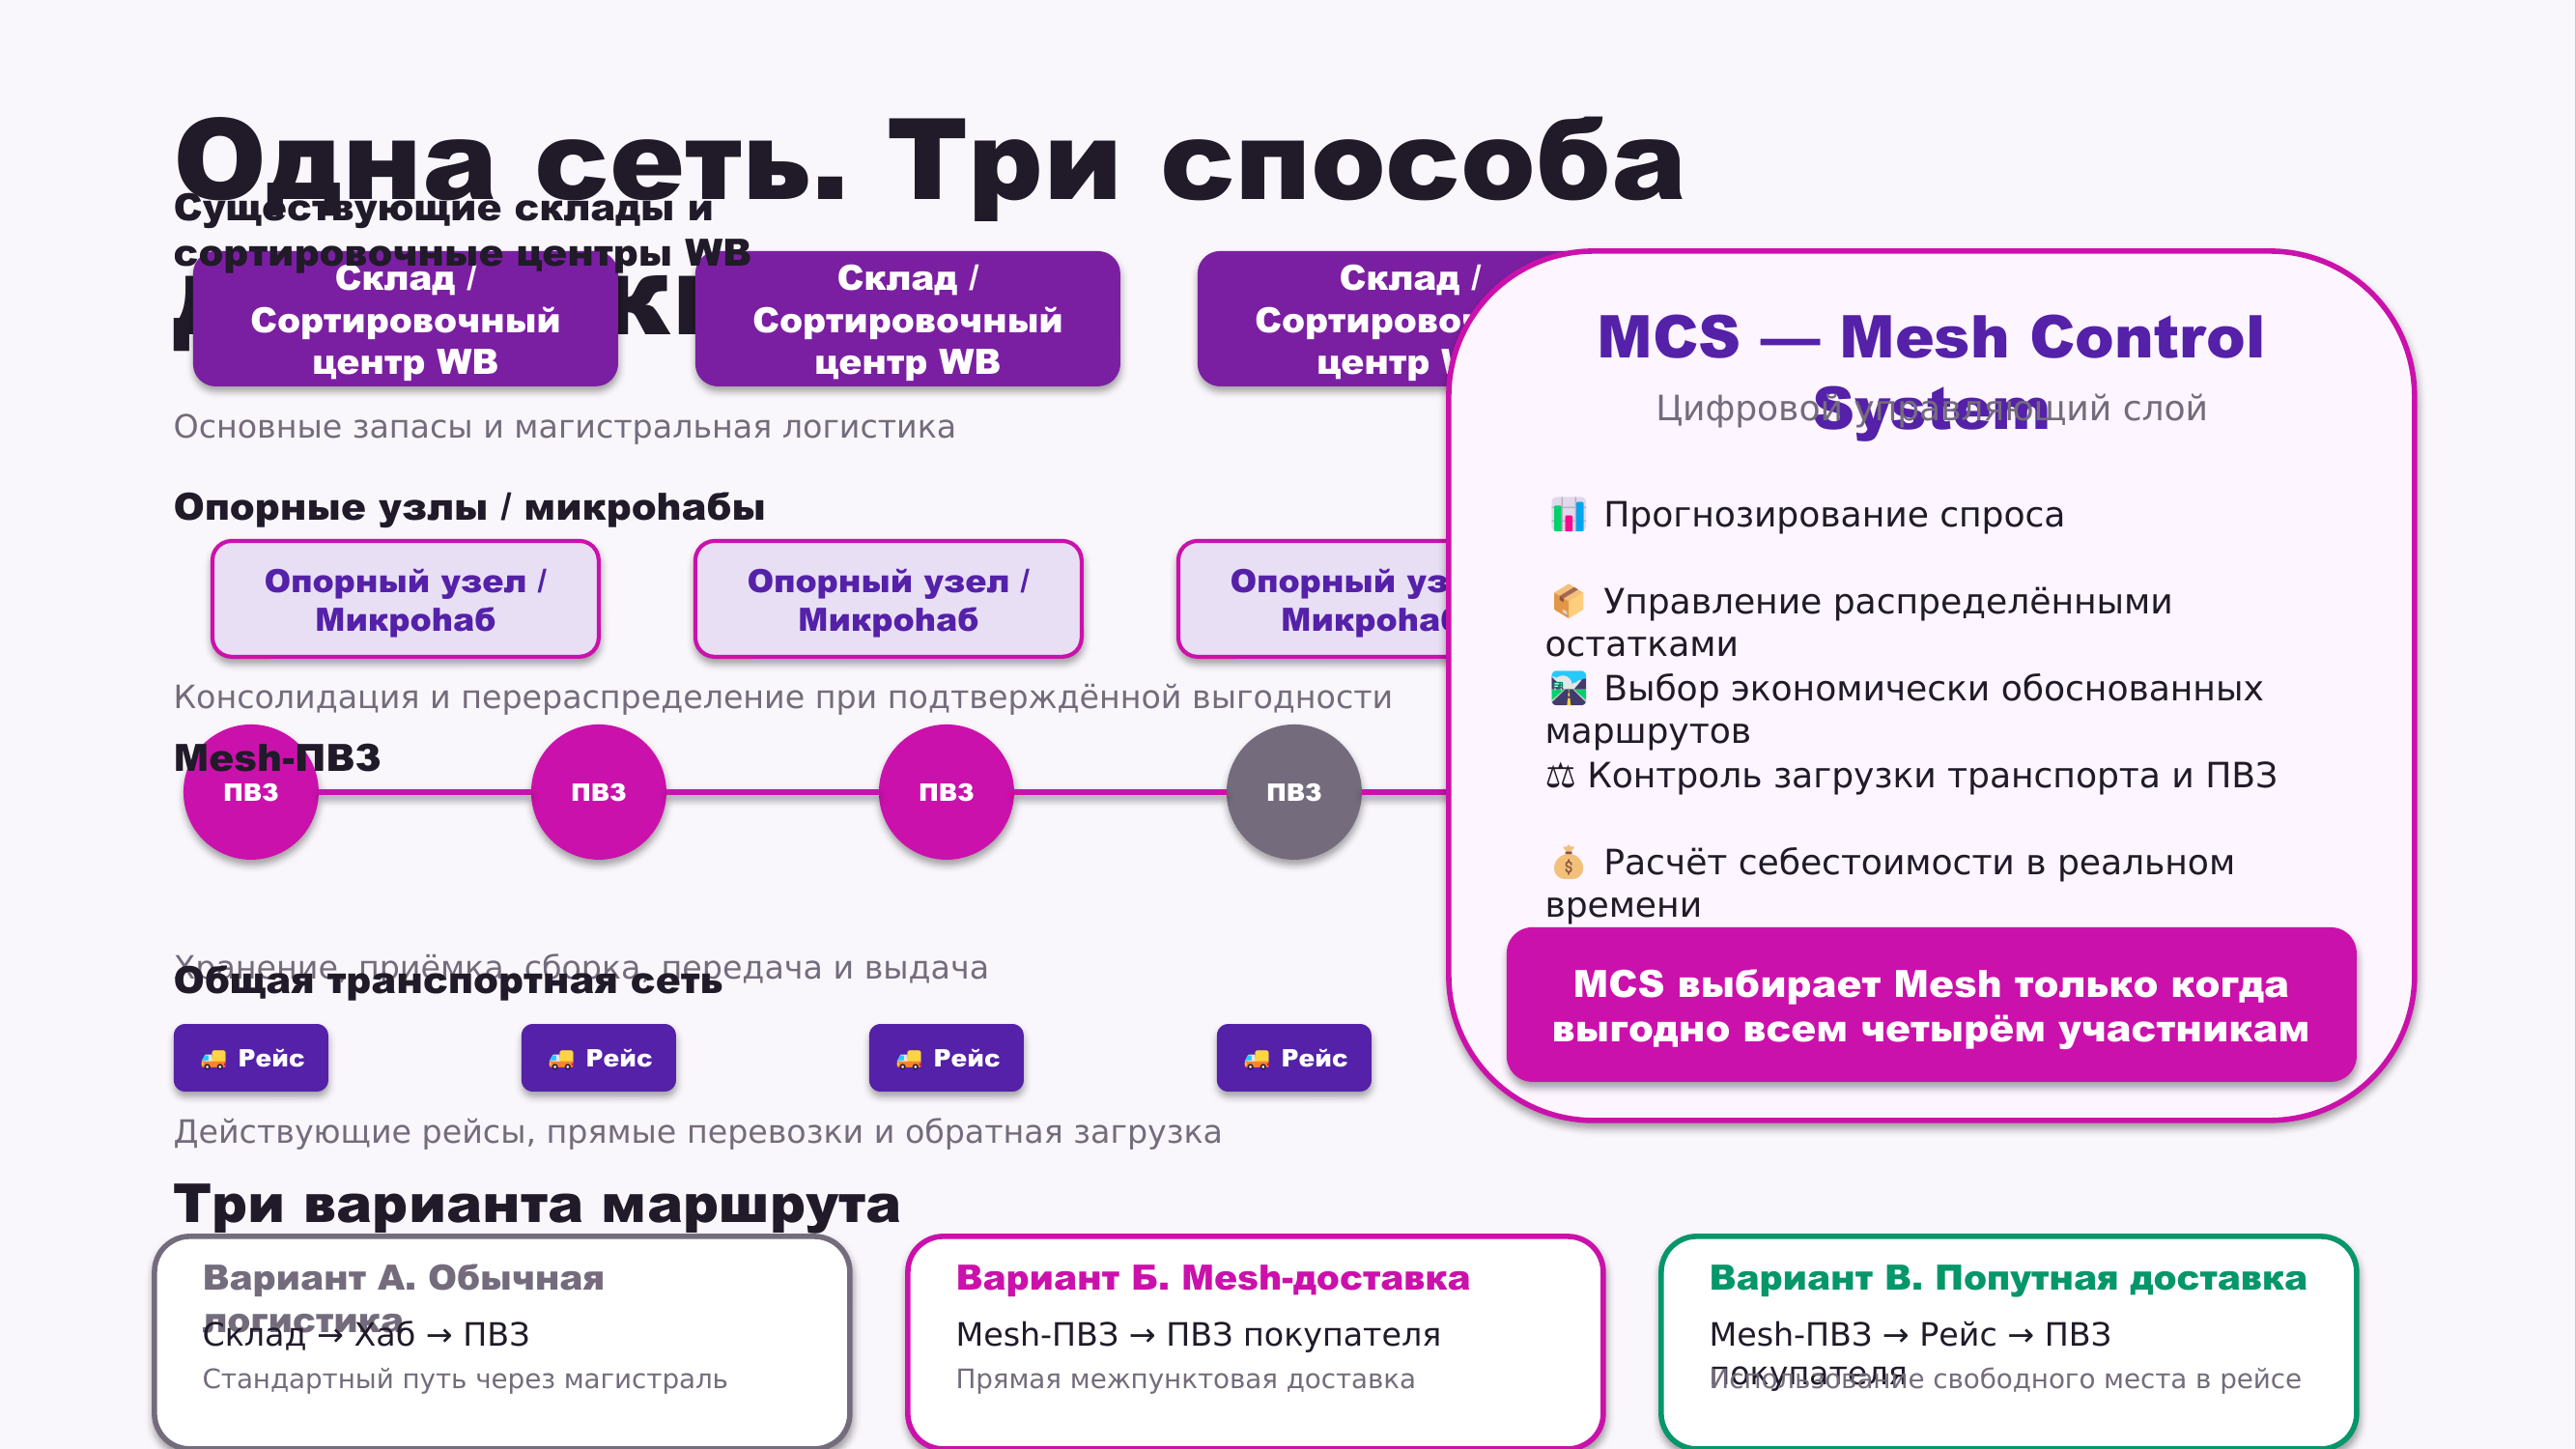 Одна сеть. Три способа
Существующие склады и
сортировочные центры WB
Склад /
Сортировочный
центр WB
Склад /
Сортировочный
центр WB
Склад /
центр
Основные запасы и магистральная логистика
Опорные узлы / микроhабы
Опорный узел /
Микроhаб
Опорный узел /
Микроhаб
Опорный
Консолидация и перераспределение при подтверждённой выгодности
Mesh-ПВЗ
ПВЗ
ПВЗ
ПВЗ
ПВЗ
Хранение, приёмка, сборка, передача и выдача
Общая транспортная сеть
🚚 Рейс
🚚 Рейс
🚚 Рейс
🚚 Рейс
Действующие рейсы, прямые перевозки и обратная загрузка
MCS — Mesh Control
System
Цифровой управляющий слой
📊 Прогнозирование спроса
📦 Управление распределёнными
остатками
🛣️ Выбор экономически обоснованных
маршрутов
⚖ Контроль загрузки транспорта и ПВЗ
💰 Расчёт себестоимости в реальном
времени
MCS выбирает Mesh только когда
выгодно всем четырём участникам
Три варианта маршрута
Вариант А. Обычная
логистика
Склад → Хаб → ПВЗ
Стандартный путь через магистраль
Вариант Б. Mesh-доставка
Mesh-ПВЗ → ПВЗ покупателя
Прямая межпунктовая доставка
Вариант В. Попутная доставка
Mesh-ПВЗ → Рейс → ПВЗ
покупателя
Использование свободного места в рейсе